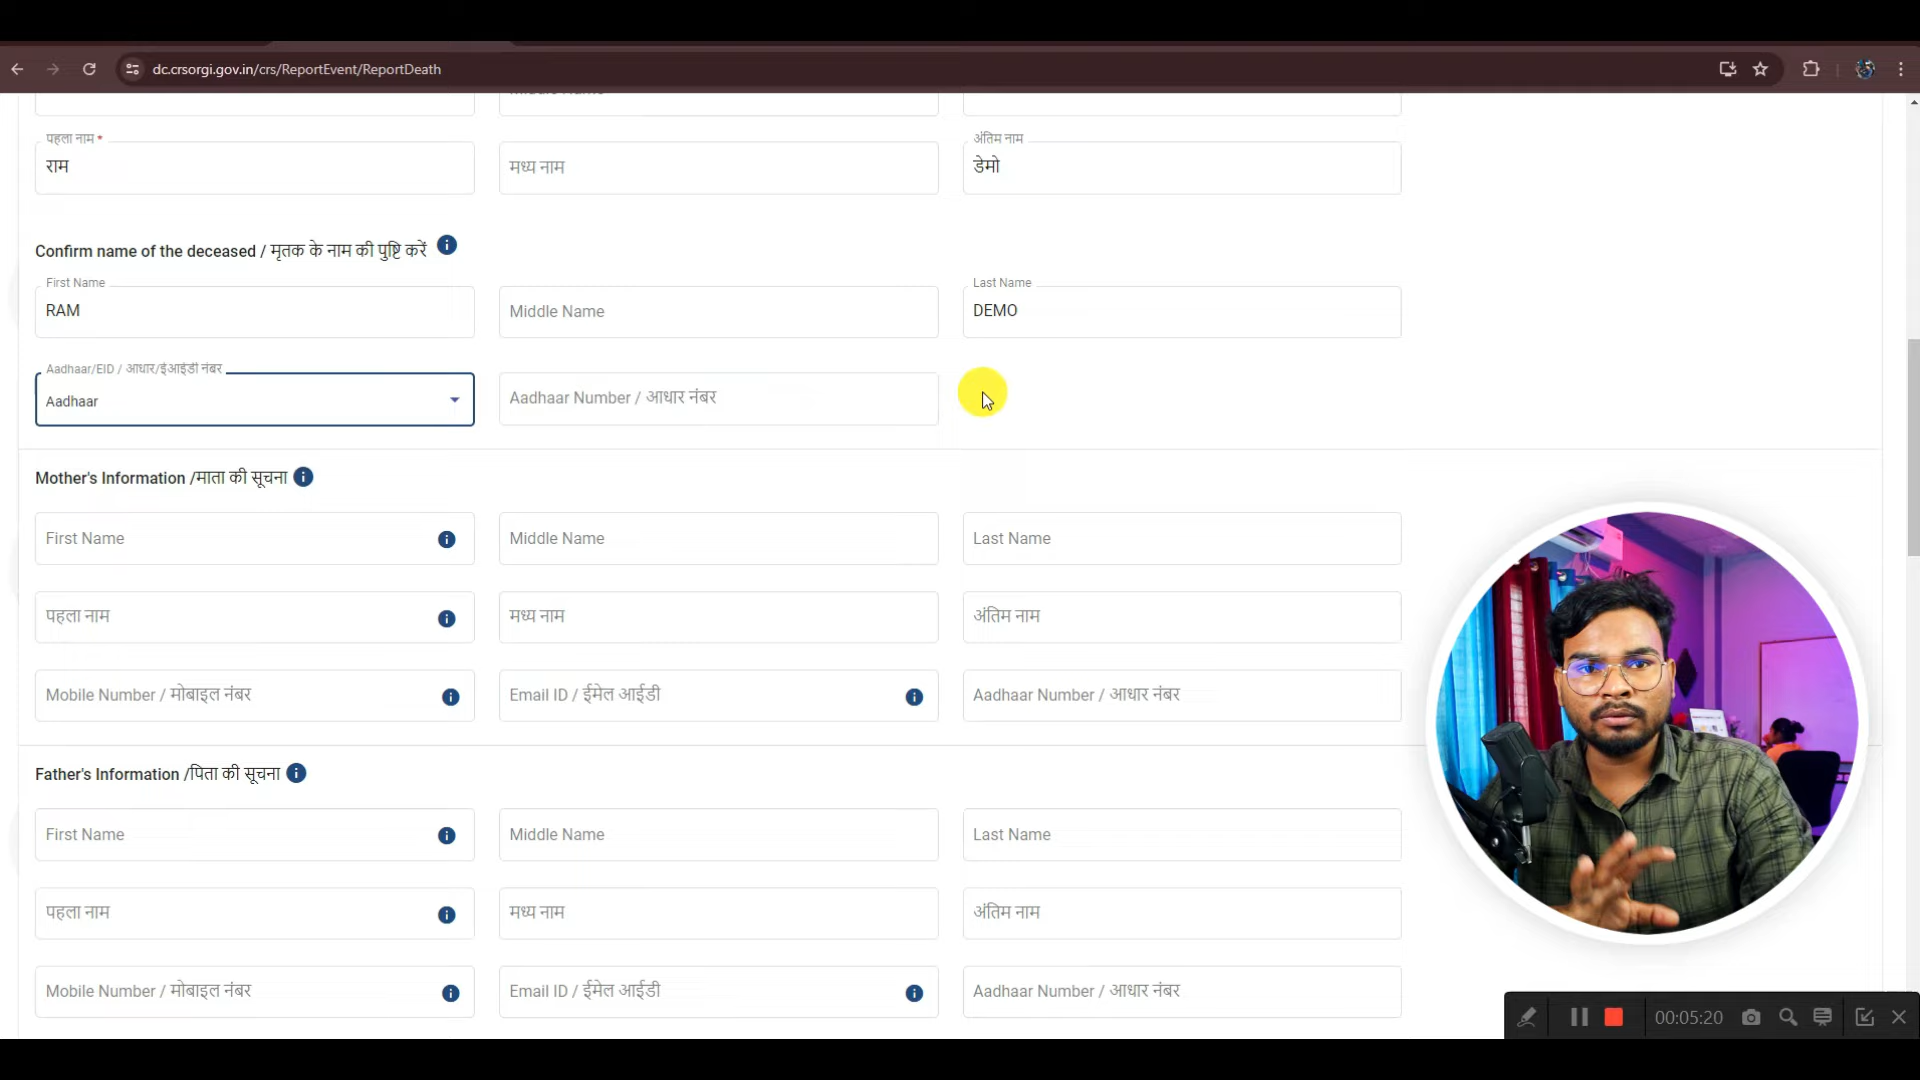 dc.crsorgi.gov.in/crs/ReportEvent/ReportDeath
पहला नाम *
राम
मध्य नाम
अंतिम नाम
डेमो
Confirm name of the deceased / मृतक के नाम की पुष्टि करें
First Name
RAM
Middle Name
Last Name
DEMO
Aadhaar/EID / आधार/ईआईडी नंबर
Aadhaar
Aadhaar Number / आधार नंबर
Mother's Information /माता की सूचना
First Name
Middle Name
Last Name
पहला नाम
मध्य नाम
अंतिम नाम
Mobile Number / मोबाइल नंबर
Email ID / ईमेल आईडी
Aadhaar Number / आधार नंबर
Father's Information /पिता की सूचना
First Name
Middle Name
Last Name
पहला नाम
मध्य नाम
अंतिम नाम
Mobile Number / मोबाइल नंबर
Email ID / ईमेल आईडी
Aadhaar Number / आधार नंबर
00:05:20